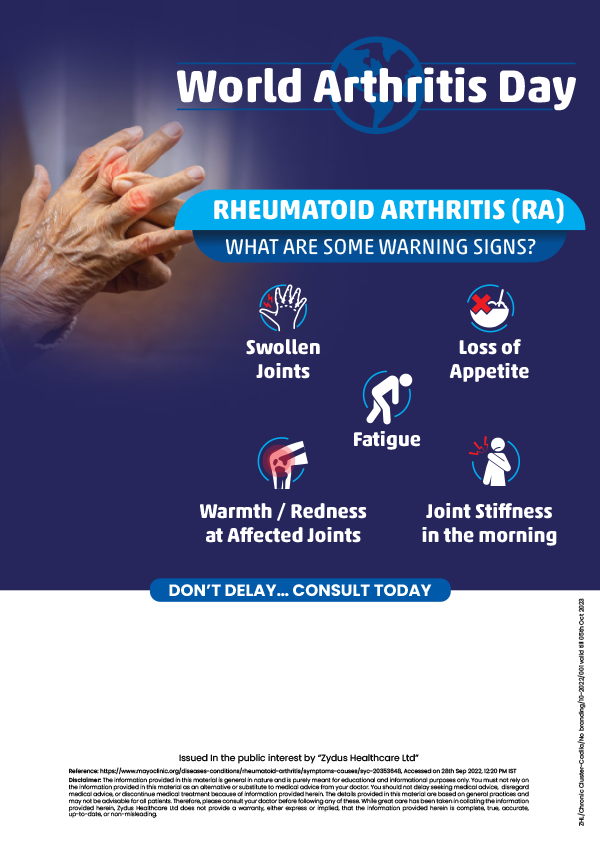 World Arthritis Day
RHEUMATOID ARTHRITIS (RA)
WHAT ARE SOME WARNING SIGNS?
Swollen
Joints
Loss of
Appetite
Fatigue
Warmth / Redness
at Affected Joints
Joint Stiffness
in the morning
DON'T DELAY... CONSULT TODAY
Issued In the public interest by "Zydus Healthcare Ltd"
Reference: https://www.mayoclinic.org/diseases-conditions/rheumatoid-arthritis/symptoms-causes/syc-20353648, Accessed on 28th Sep 2022, 12:20 PM IST
Disclaimer: The information provided in this material is general in nature and is purely meant for educational and informational purposes only. You must not rely on
the information provided in this material as an alternative or substitute to medical advice from your doctor. You should not delay seeking medical advice, disregard
medical advice, or discontinue medical treatment because of information provided herein. The details provided in this material are based on general practices and
may not be advisable for all patients. Therefore, please consult your doctor before following any of these. While great care has been taken in collating the information
provided herein, Zydus Healthcare Ltd does not provide a warranty, either express or implied, that the information provided herein is complete, true, accurate,
up-to-date, or non-misleading.
ZHL/Chronic Cluster-Cadila/No branding/10-2022/001 valid till 05th Oct 2023